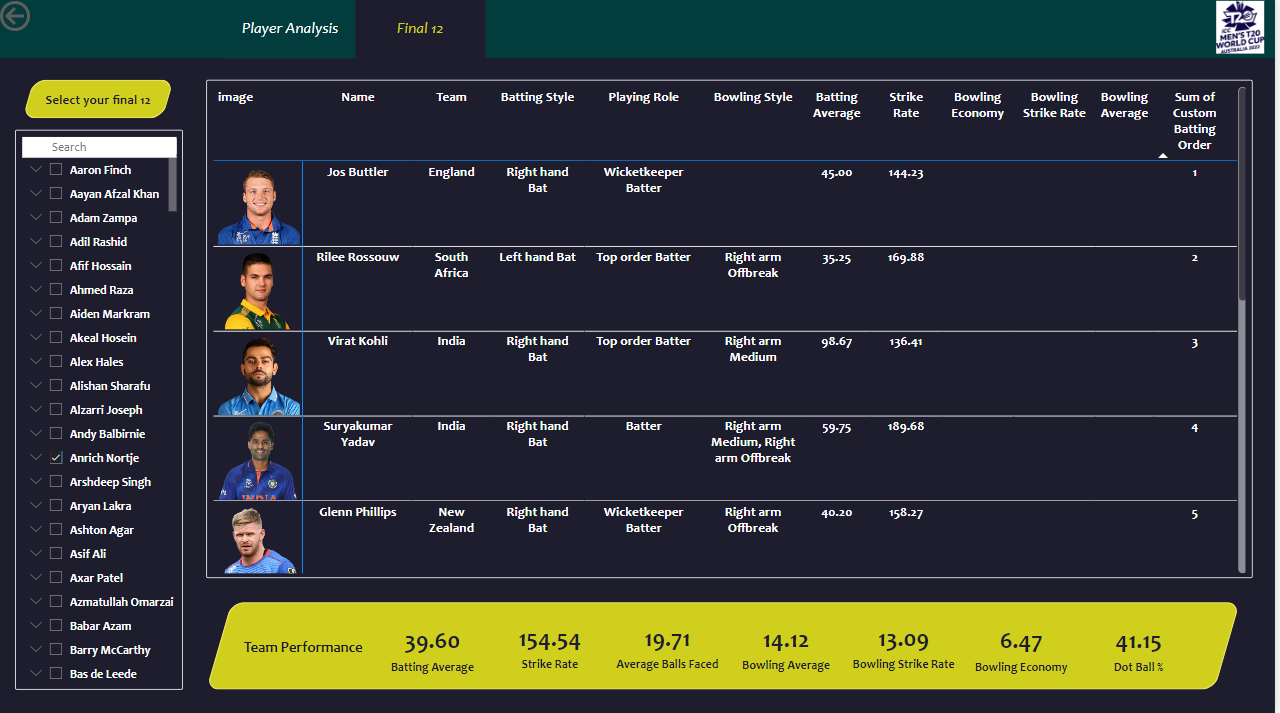 Player Analysis
Final 12
ICC
MEN'S T20
WORLD CUP
AUSTRALIA 2022
Select your final 12
Search
Aaron Finch
Aayan Afzal Khan
Adam Zampa
Adil Rashid
Afif Hossain
Ahmed Raza
Aiden Markram
Akeal Hosein
Alex Hales
Alishan Sharafu
Alzarri Joseph
Andy Balbirnie
Anrich Nortje
Arshdeep Singh
Aryan Lakra
Ashton Agar
Asif Ali
Axar Patel
Azmatullah Omarzai
Babar Azam
Barry McCarthy
Bas de Leede
image Name Team Batting Style Playing Role Bowling Style Batting Strike Bowling Bowling Bowling Sum of
Average Rate Economy Strike Rate Average Custom
Batting
Order
Jos Buttler England Right hand Wicketkeeper 45.00 144.23 1
Bat Batter
Rilee Rossouw South Left hand Bat Top order Batter Right arm 35.25 169.88 2
Africa Offbreak
Virat Kohli India Right hand Top order Batter Right arm 98.67 136.41 3
Bat Medium
Suryakumar India Right hand Batter Right arm 59.75 189.68 4
Yadav Bat Medium, Right
arm Offbreak
INDIA
Glenn Phillips New Right hand Wicketkeeper Right arm 40.20 158.27 5
Zealand Bat Batter Offbreak
Team Performance
39.60 154.54 19.71 14.12 13.09 6.47 41.15
Batting Average Strike Rate Average Balls Faced Bowling Average Bowling Strike Rate Bowling Economy Dot Ball %